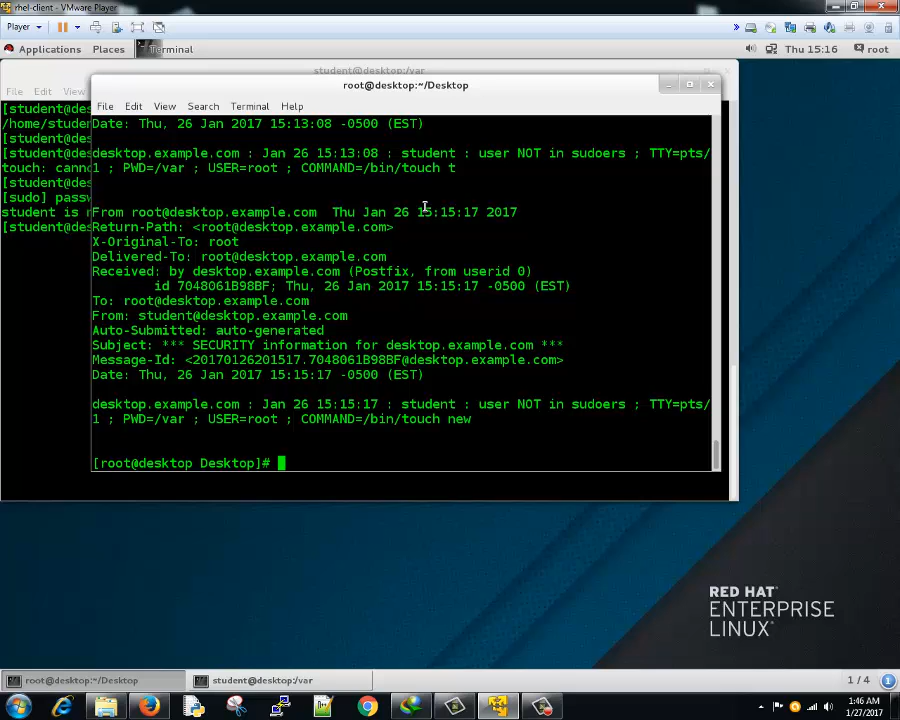 rhel-client - VMware Player
Player
Applications Places Terminal Thu 15:16 root
student@desktop:/var
File Edit View
root@desktop:~/Desktop
File Edit View Search Terminal Help
[student@des
/home/studen
[student@des
touch: canno
[student@des
[sudo] passw
student is n
[student@des
Date: Thu, 26 Jan 2017 15:13:08 -0500 (EST)
desktop.example.com : Jan 26 15:13:08 : student : user NOT in sudoers ; TTY=pts/
1 ; PWD=/var ; USER=root ; COMMAND=/bin/touch t
From root@desktop.example.com  Thu Jan 26 15:15:17 2017
Return-Path: <root@desktop.example.com>
X-Original-To: root
Delivered-To: root@desktop.example.com
Received: by desktop.example.com (Postfix, from userid 0)
id 7048061B98BF; Thu, 26 Jan 2017 15:15:17 -0500 (EST)
To: root@desktop.example.com
From: student@desktop.example.com
Auto-Submitted: auto-generated
Subject: *** SECURITY information for desktop.example.com ***
Message-Id: <20170126201517.7048061B98BF@desktop.example.com>
Date: Thu, 26 Jan 2017 15:15:17 -0500 (EST)
desktop.example.com : Jan 26 15:15:17 : student : user NOT in sudoers ; TTY=pts/
1 ; PWD=/var ; USER=root ; COMMAND=/bin/touch new
[root@desktop Desktop]#
RED HAT
ENTERPRISE
LINUX
root@desktop:~/Desktop student@desktop:/var 1 / 4 1
1:46 AM
1/27/2017